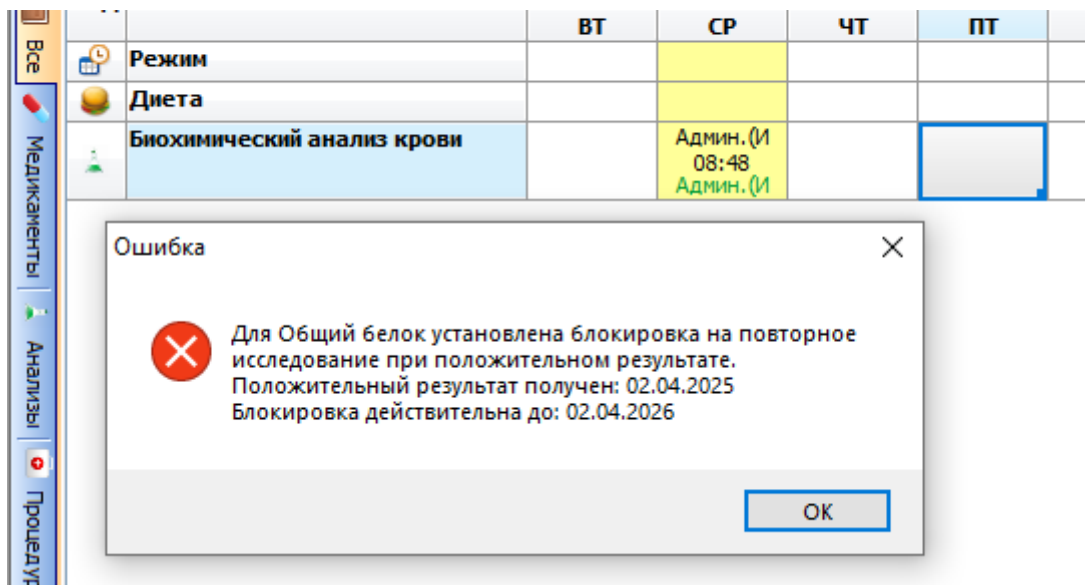 ВТ СР ЧТ ПТ
Все
Режим
Диета
Биохимический анализ крови
Админ.(И
08:48
Админ.(И
Медикаменты
Анализы
Ошибка
Для Общий белок установлена блокировка на повторное
исследование при положительном результате.
Положительный результат получен: 02.04.2025
Блокировка действительна до: 02.04.2026
ОК